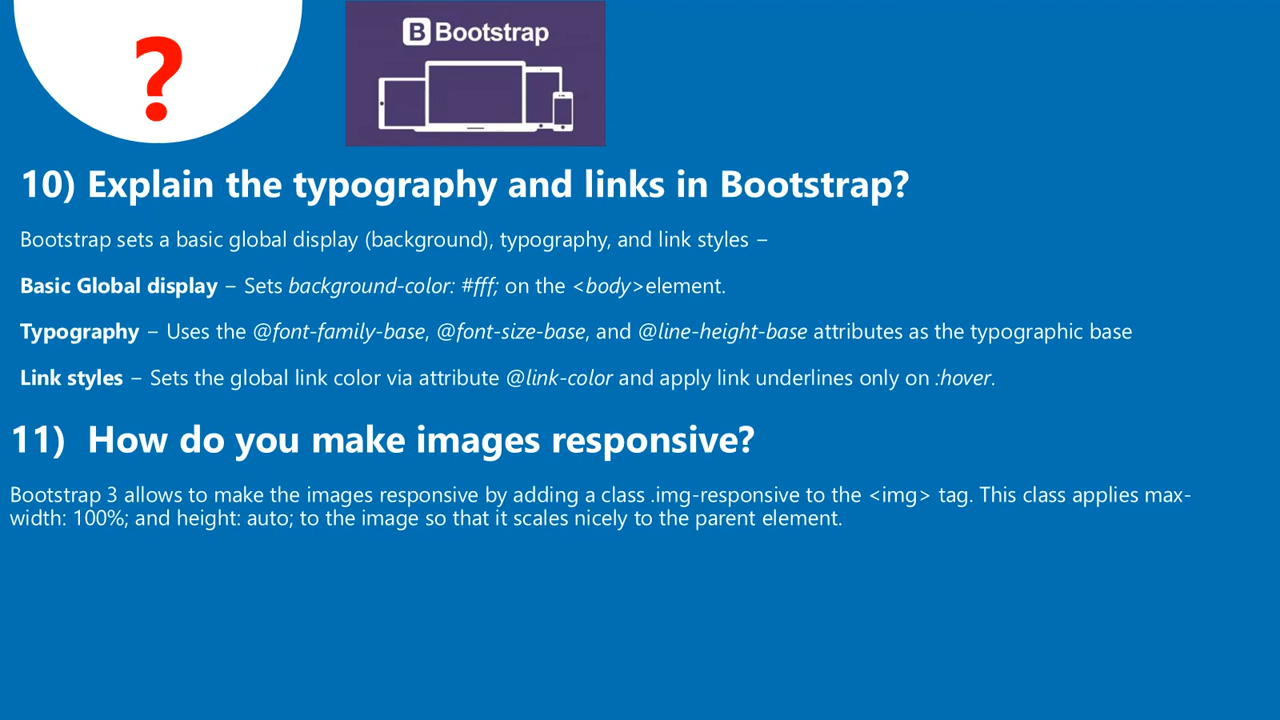 ?
B Bootstrap
10) Explain the typography and links in Bootstrap?
Bootstrap sets a basic global display (background), typography, and link styles –
Basic Global display – Sets background-color: #fff; on the <body>element.
Typography – Uses the @font-family-base, @font-size-base, and @line-height-base attributes as the typographic base
Link styles – Sets the global link color via attribute @link-color and apply link underlines only on :hover.
11) How do you make images responsive?
Bootstrap 3 allows to make the images responsive by adding a class .img-responsive to the <img> tag. This class applies max-
width: 100%; and height: auto; to the image so that it scales nicely to the parent element.